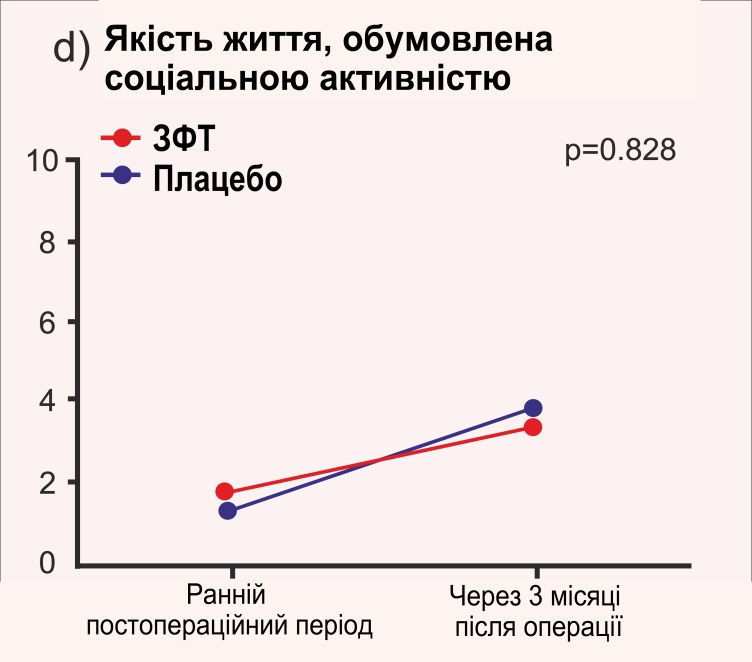 d) Якість життя, обумовлена
соціальною активністю
ЗФТ
Плацебо
p=0.828
10
8
6
4
2
0
Ранній
постопераційний період
Через 3 місяці
після операції